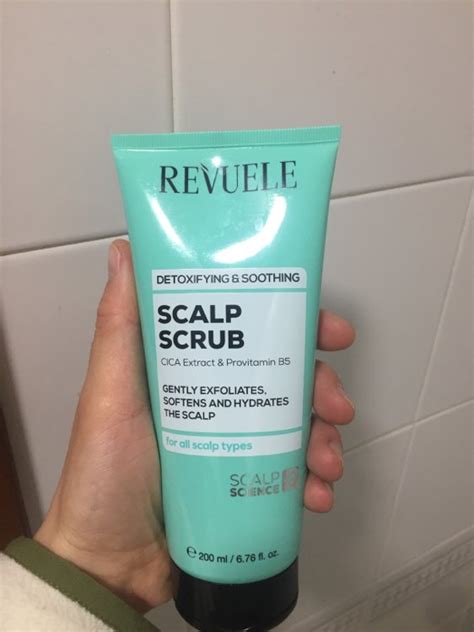 REVUELE
DETOXIFYING & SOOTHING
SCALP
SCRUB
CICA Extract & Provitamin B5
GENTLY EXFOLIATES,
SOFTENS AND HYDRATES
THE SCALP
for all scalp types
SCALP
SCIENCE
℮ 200 ml / 6.76 fl. oz.